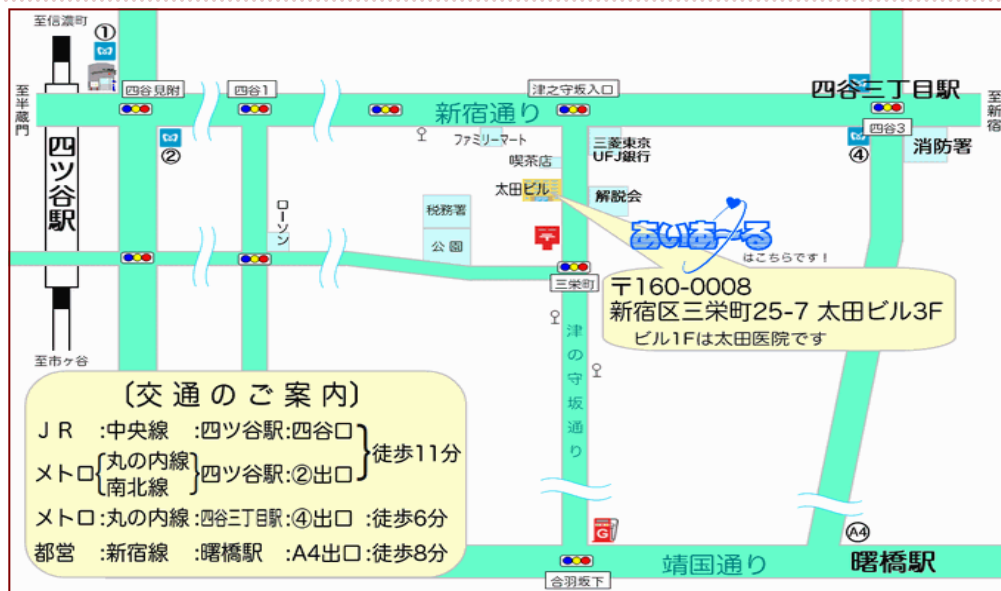 至信濃町
①
四谷見附
四谷1
津之守坂入口
四谷三丁目駅
至半蔵門
新宿通り
至新宿
四谷3
②
ファミリーマート
三菱東京
UFJ銀行
④
消防署
四ツ谷駅
喫茶店
太田ビル
解説会
ローソン
税務署
公園
あいあ〜る
はこちらです!
三栄町
〒160-0008
新宿区三栄町25-7 太田ビル3F
ビル1Fは太田医院です
至市ヶ谷
津の守坂通り
〔交通のご案内〕
JR :中央線 :四ツ谷駅:四谷口
メトロ{丸の内線
南北線}四ツ谷駅:②出口
}徒歩11分
メトロ:丸の内線:四谷三丁目駅:④出口 :徒歩6分
都営 :新宿線 :曙橋駅 :A4出口:徒歩8分
G
A4
靖国通り
曙橋駅
合羽坂下